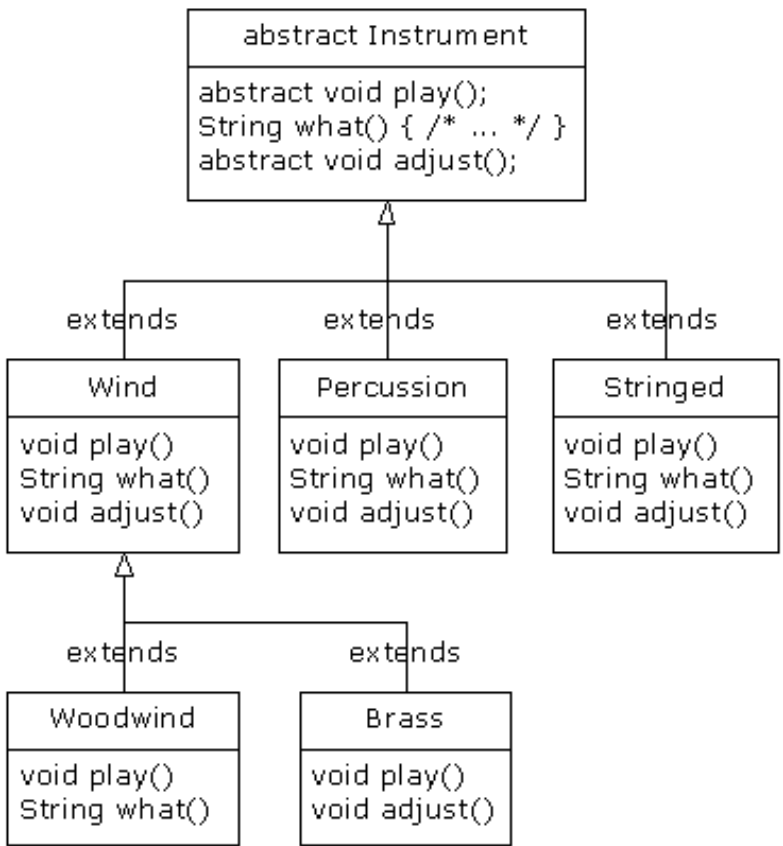 abstract Instrument
abstract void play();
String what() { /* ... */ }
abstract void adjust();
extends
extends
extends
Wind
void play()
String what()
void adjust()
Percussion
void play()
String what()
void adjust()
Stringed
void play()
String what()
void adjust()
extends
extends
Woodwind
void play()
String what()
Brass
void play()
void adjust()